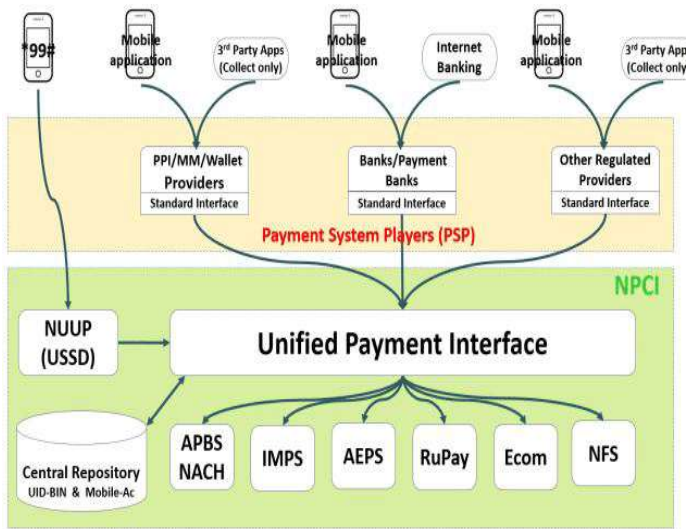 *99#
Mobile
application
3rd Party Apps
(Collect only)
Mobile
application
Internet
Banking
Mobile
application
3rd Party Apps
(Collect only)
PPI/MM/Wallet
Providers
Standard Interface
Banks/Payment
Banks
Standard Interface
Other Regulated
Providers
Standard Interface
Payment System Players (PSP)
NPCI
NUUP
(USSD)
Unified Payment Interface
Central Repository
UID-BIN & Mobile-Ac
APBS
NACH
IMPS
AEPS
RuPay
Ecom
NFS